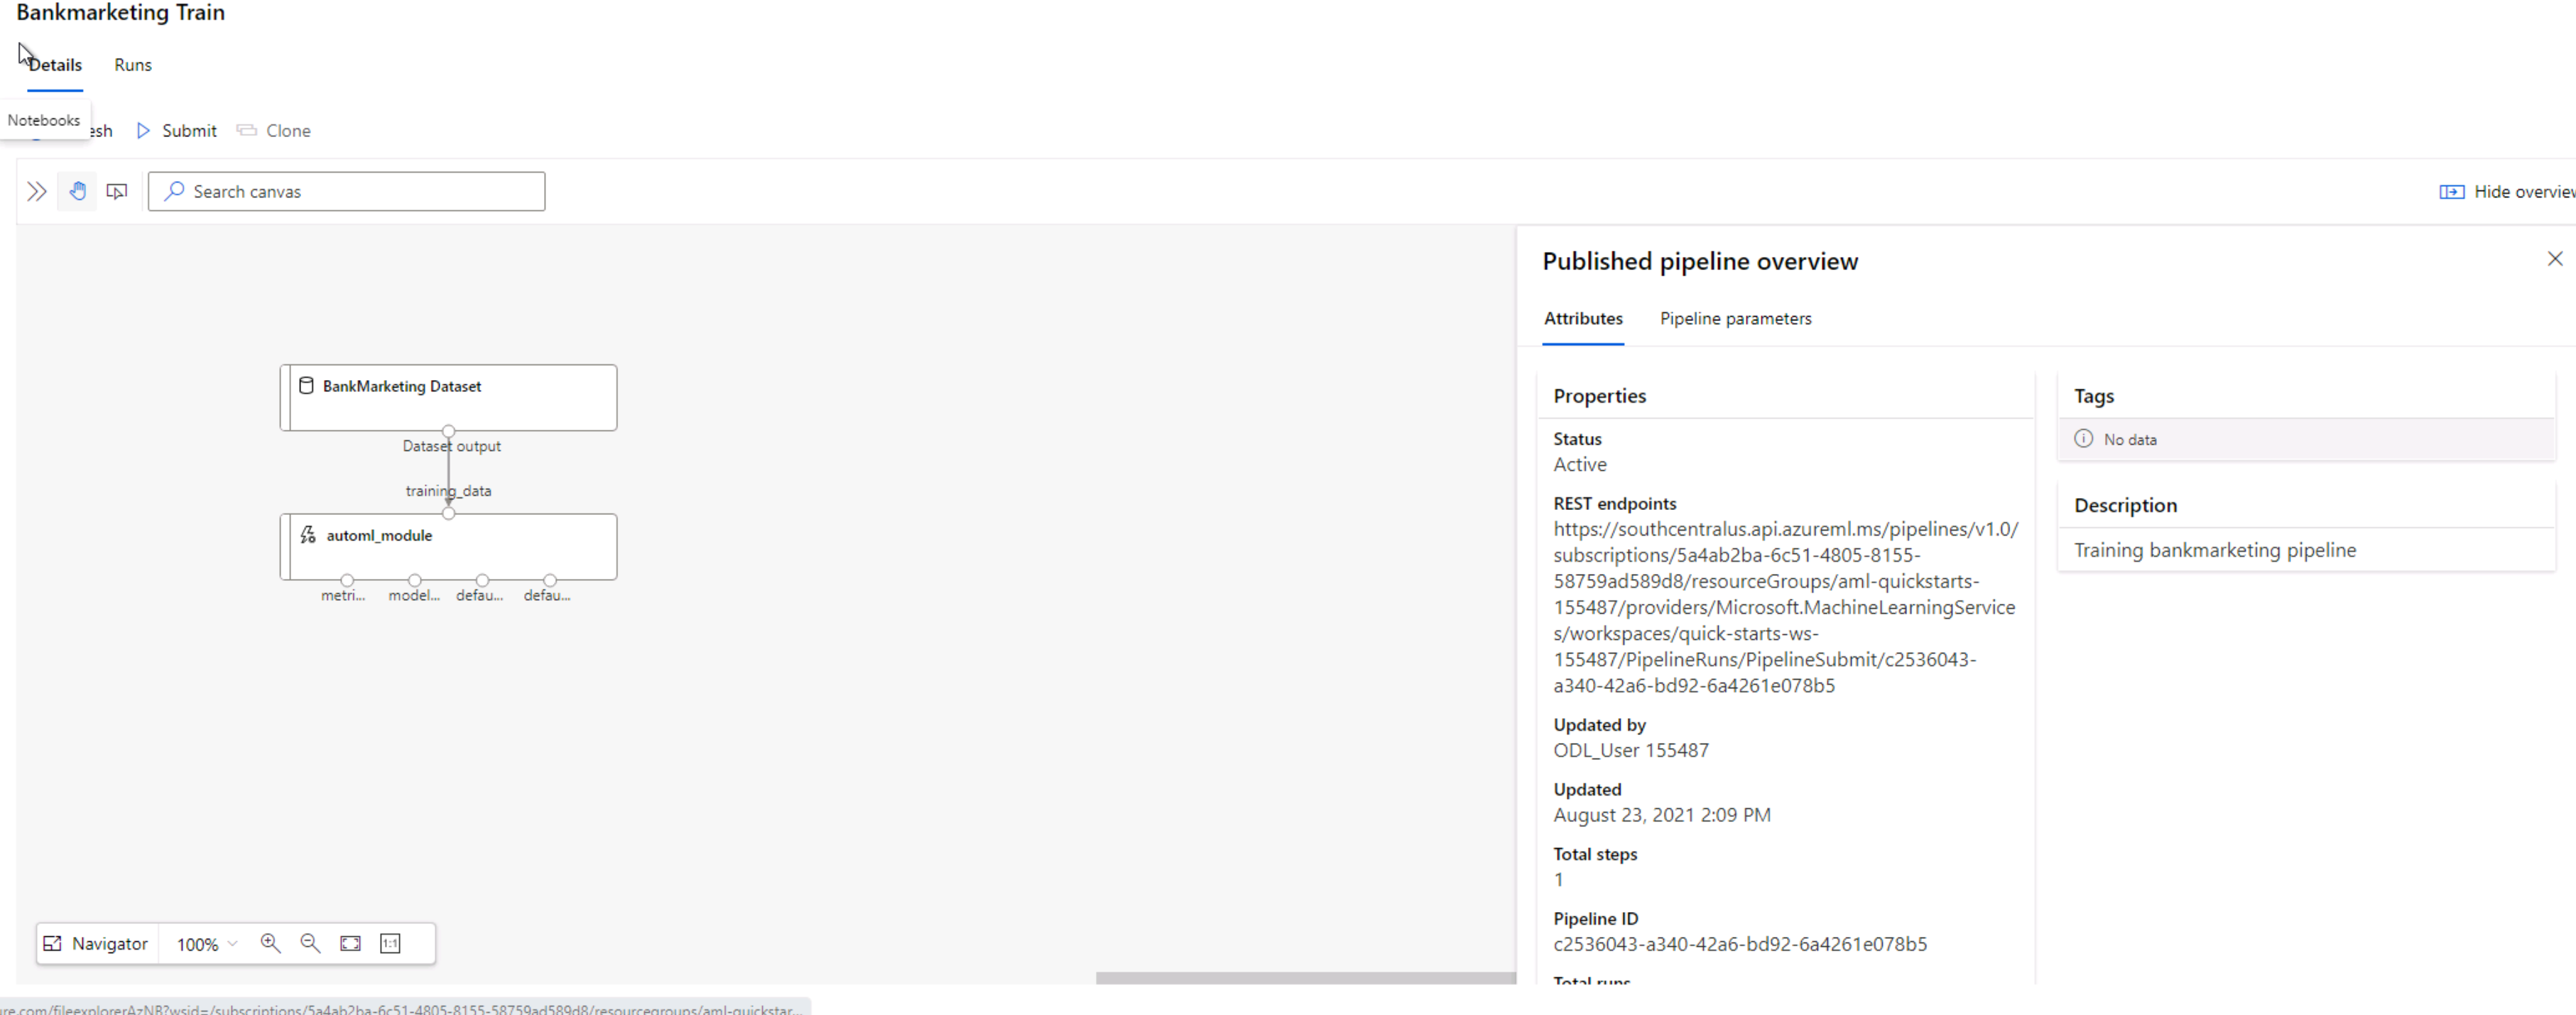 Bankmarketing Train
Details Runs
Notebooks
esh Submit Clone
Search canvas
Hide overview
BankMarketing Dataset
Dataset output
training_data
automl_module
metri... model... defau... defau...
Navigator 100% 1:1
Published pipeline overview
Attributes Pipeline parameters
Properties
Status
Active
REST endpoints
https://southcentralus.api.azureml.ms/pipelines/v1.0/
subscriptions/5a4ab2ba-6c51-4805-8155-
58759ad589d8/resourceGroups/aml-quickstarts-
155487/providers/Microsoft.MachineLearningService
s/workspaces/quick-starts-ws-
155487/PipelineRuns/PipelineSubmit/c2536043-
a340-42a6-bd92-6a4261e078b5
Updated by
ODL_User 155487
Updated
August 23, 2021 2:09 PM
Total steps
1
Pipeline ID
c2536043-a340-42a6-bd92-6a4261e078b5
Total runs
Tags
No data
Description
Training bankmarketing pipeline
ure.com/fileexplorerAzNB?wsid=/subscriptions/5a4ab2ba-6c51-4805-8155-58759ad589d8/resourcegroups/aml-quickstar...